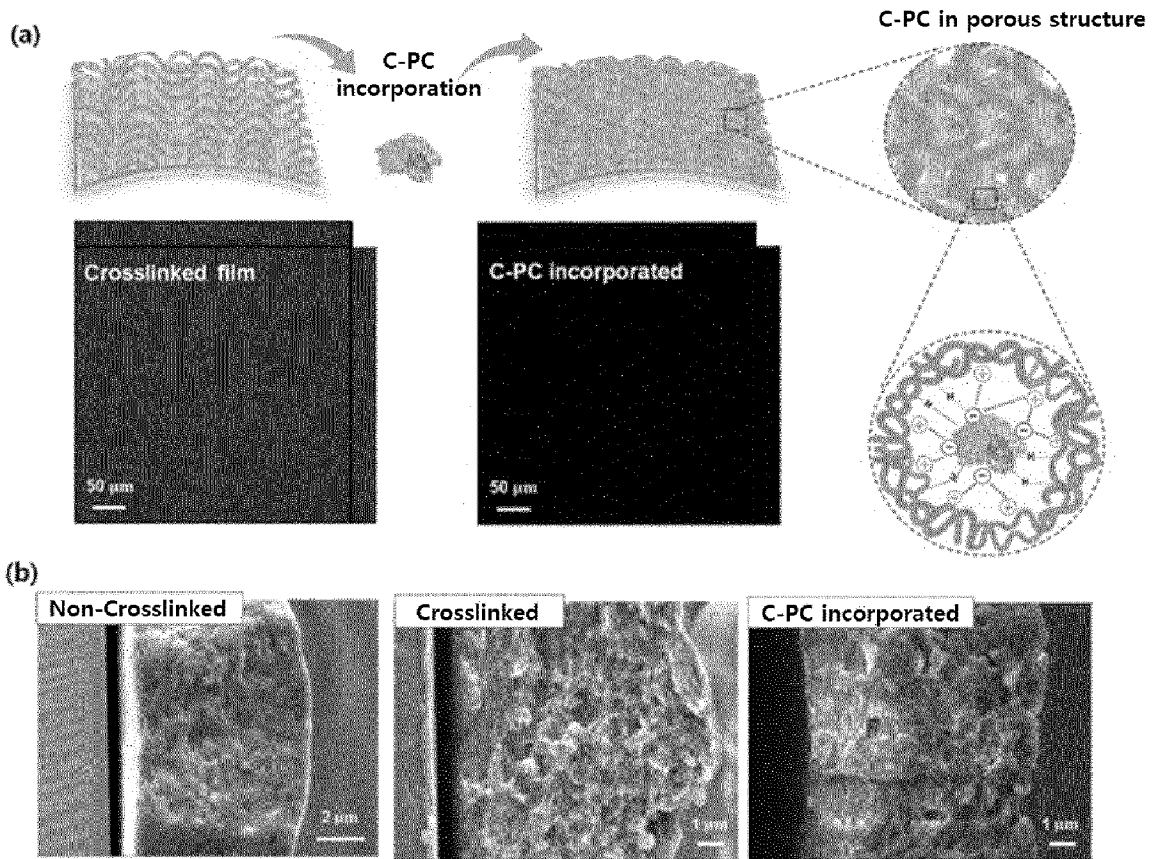 (a)
C-PC in porous structure
C-PC
incorporation
Crosslinked film
50 μm
C-PC incorporated
50 μm
(b)
Non-Crosslinked
2 μm
Crosslinked
1 μm
C-PC incorporated
1 μm